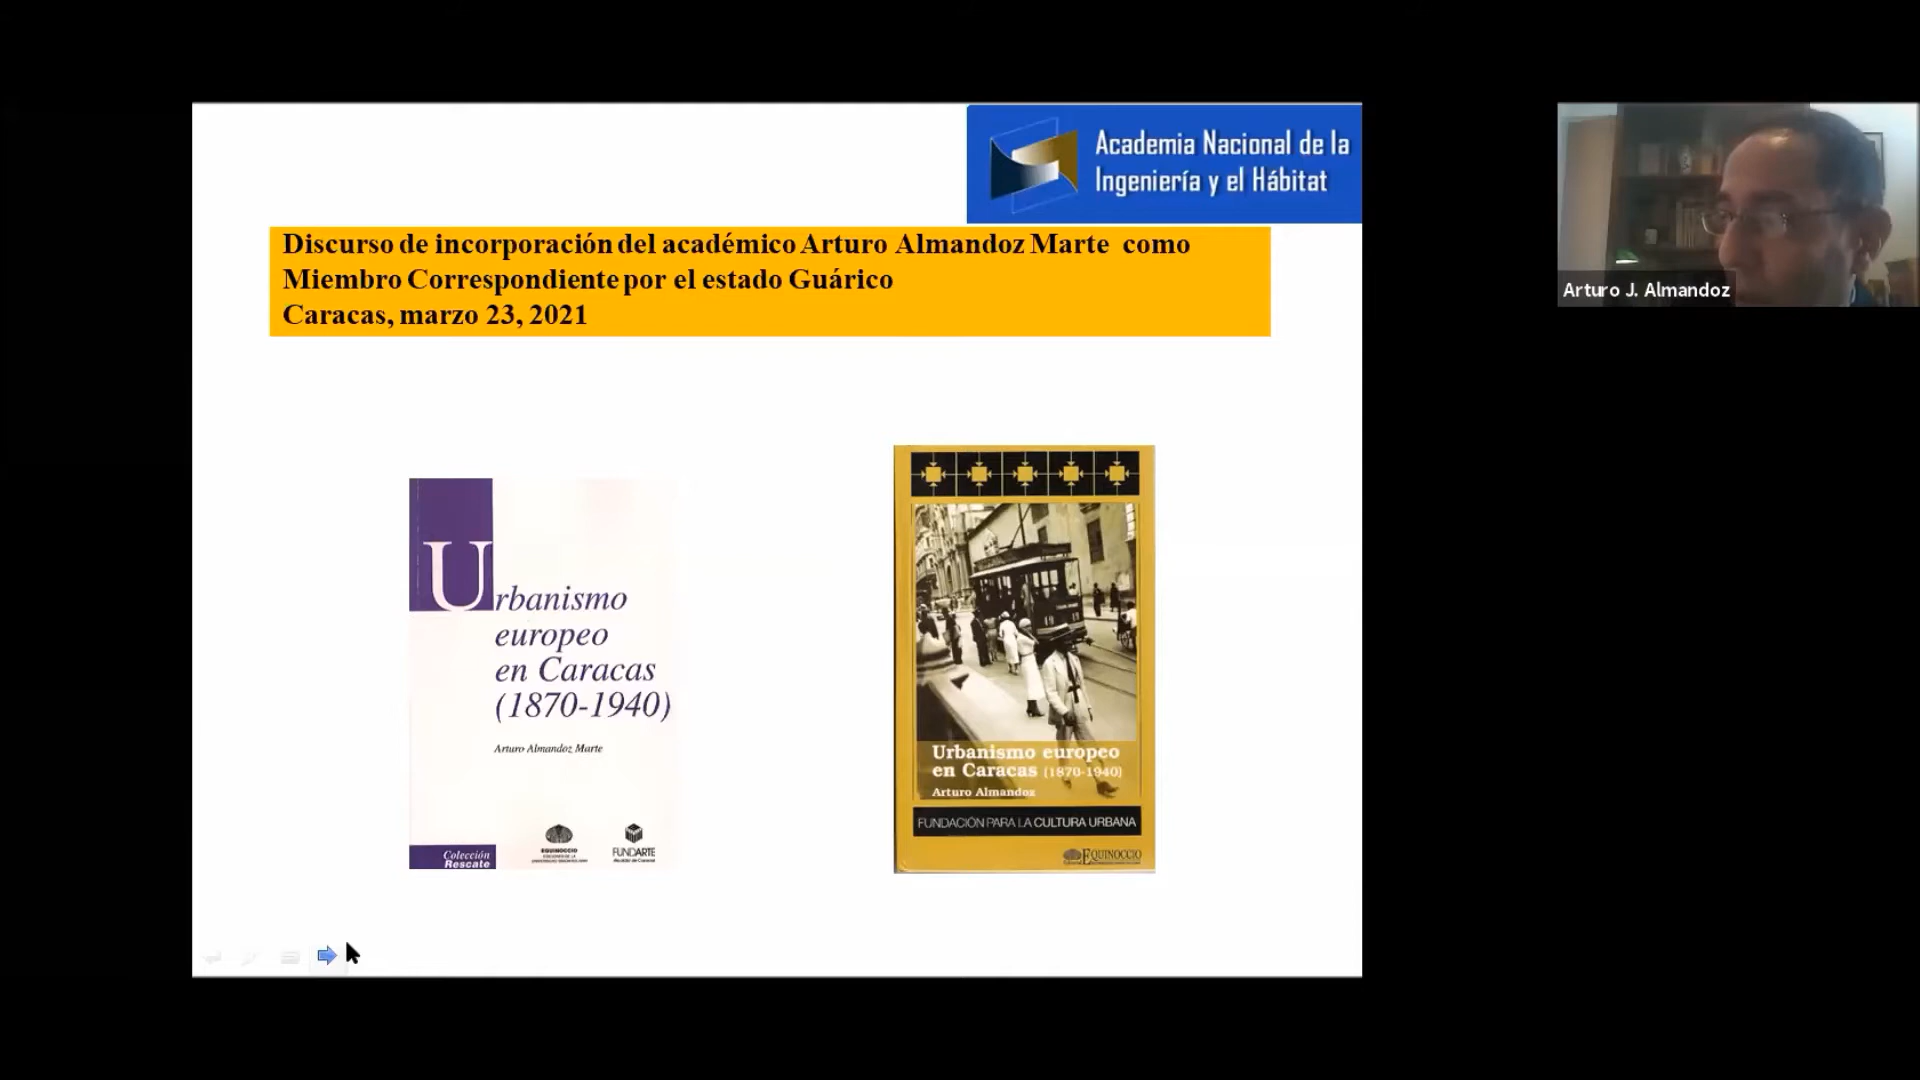 Academia Nacional de la
Ingeniería y el Hábitat
Discurso de incorporación del académico Arturo Almandoz Marte como
Miembro Correspondiente por el estado Guárico
Caracas, marzo 23, 2021
Arturo J. Almandoz
Urbanismo
europeo
en Caracas
(1870-1940)
Arturo Almandoz Marte
Colección
Rescate
EQUINOCCIO
FUNDARTE
Urbanismo europeo
en Caracas (1870-1940)
Arturo Almandoz
FUNDACIÓN PARA LA CULTURA URBANA
EQUINOCCIO